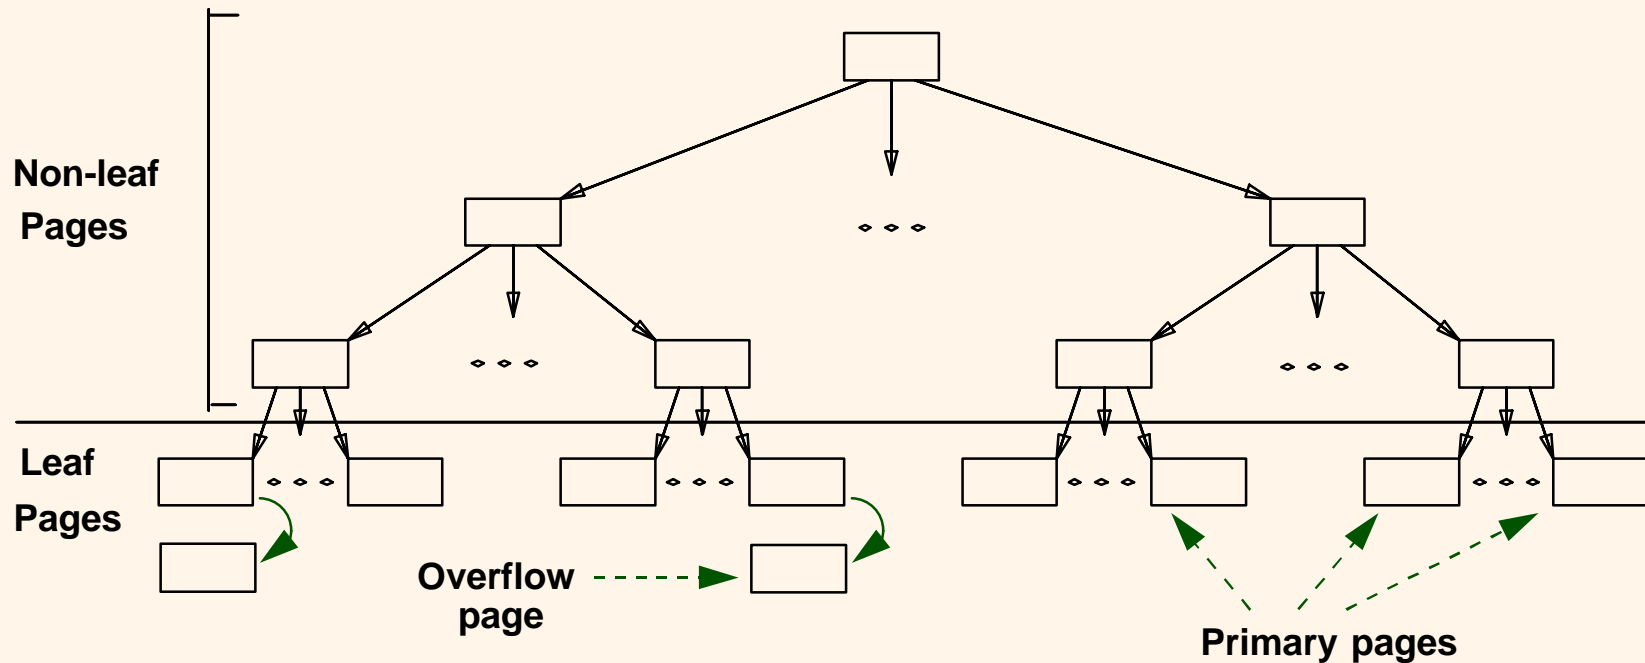 Non-leaf
Pages
Leaf
Pages
Overflow
page
Primary pages